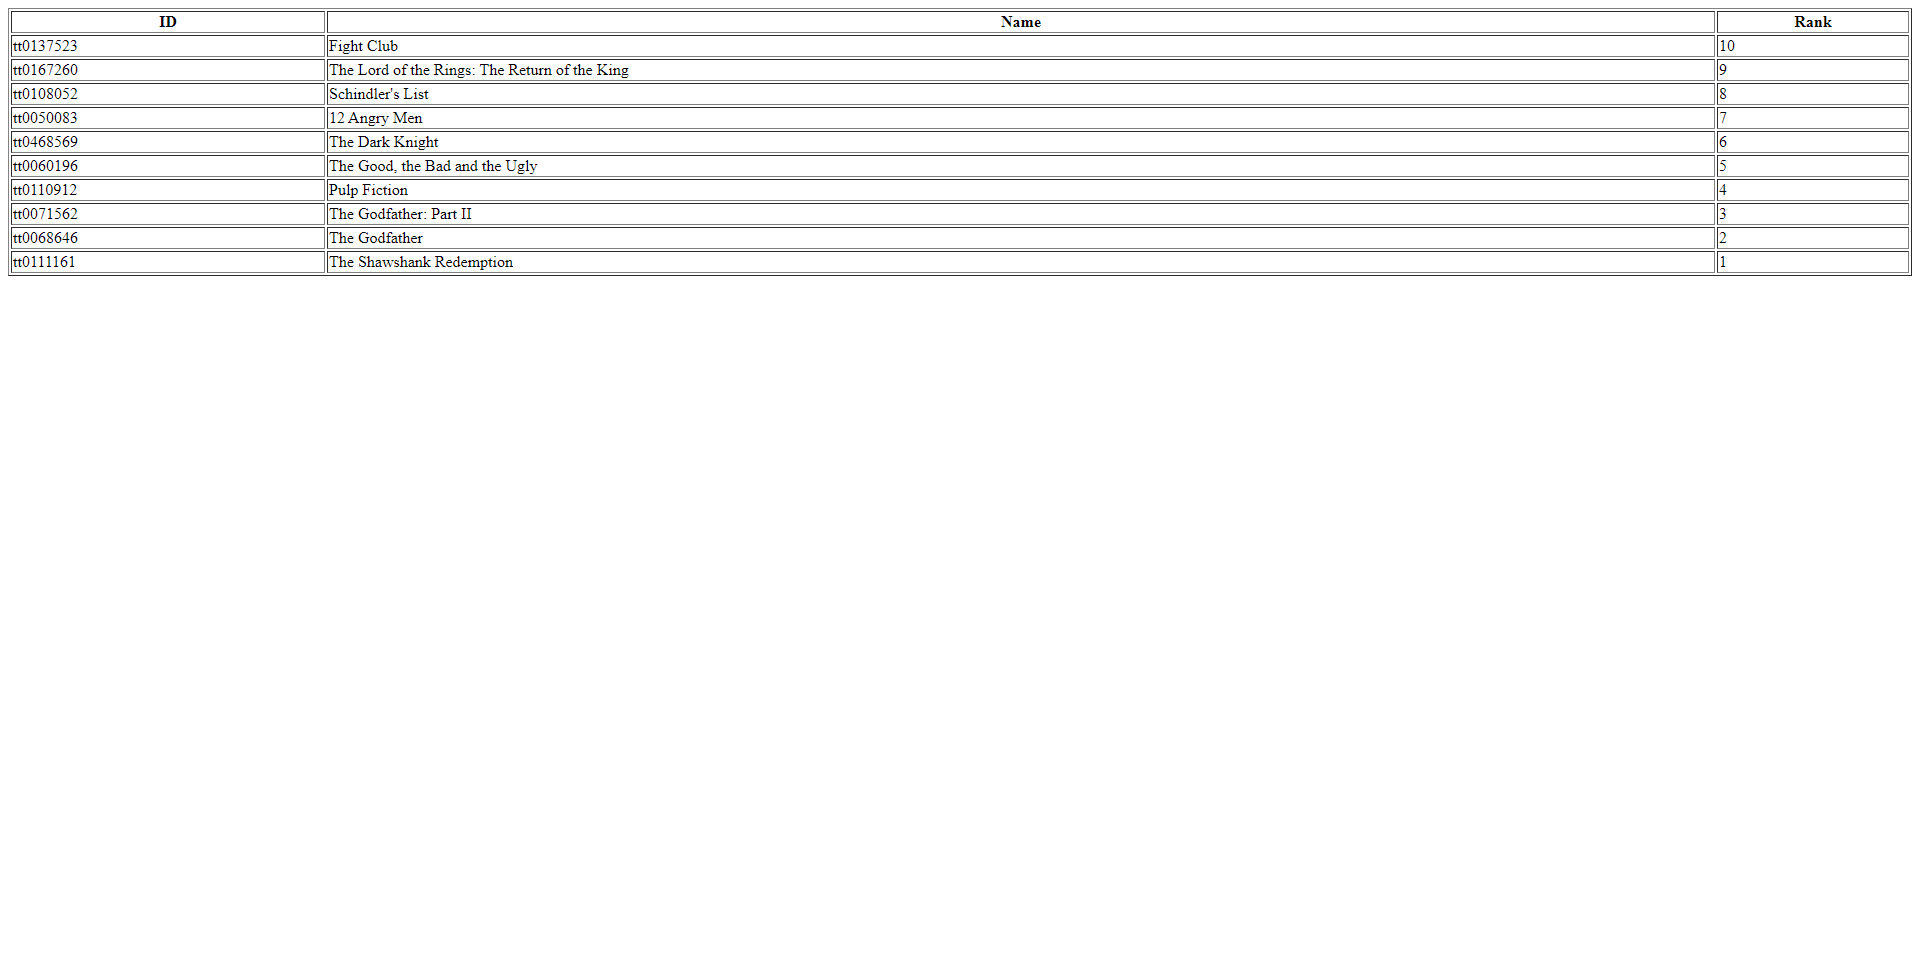 ID Name Rank
tt0137523 Fight Club 10
tt0167260 The Lord of the Rings: The Return of the King 9
tt0108052 Schindler's List 8
tt0050083 12 Angry Men 7
tt0468569 The Dark Knight 6
tt0060196 The Good, the Bad and the Ugly 5
tt0110912 Pulp Fiction 4
tt0071562 The Godfather: Part II 3
tt0068646 The Godfather 2
tt0111161 The Shawshank Redemption 1